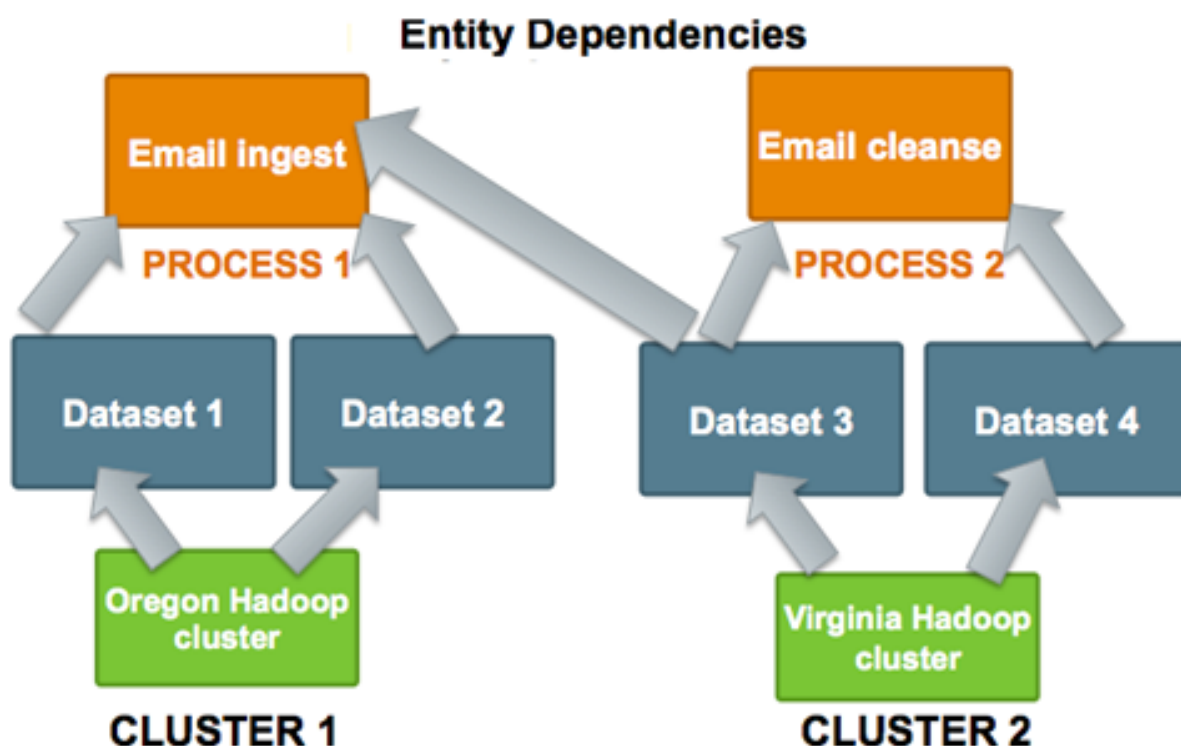 Entity Dependencies
Email ingest
Email cleanse
PROCESS 1
PROCESS 2
Dataset 1
Dataset 2
Dataset 3
Dataset 4
Oregon Hadoop
cluster
Virginia Hadoop
cluster
CLUSTER 1
CLUSTER 2